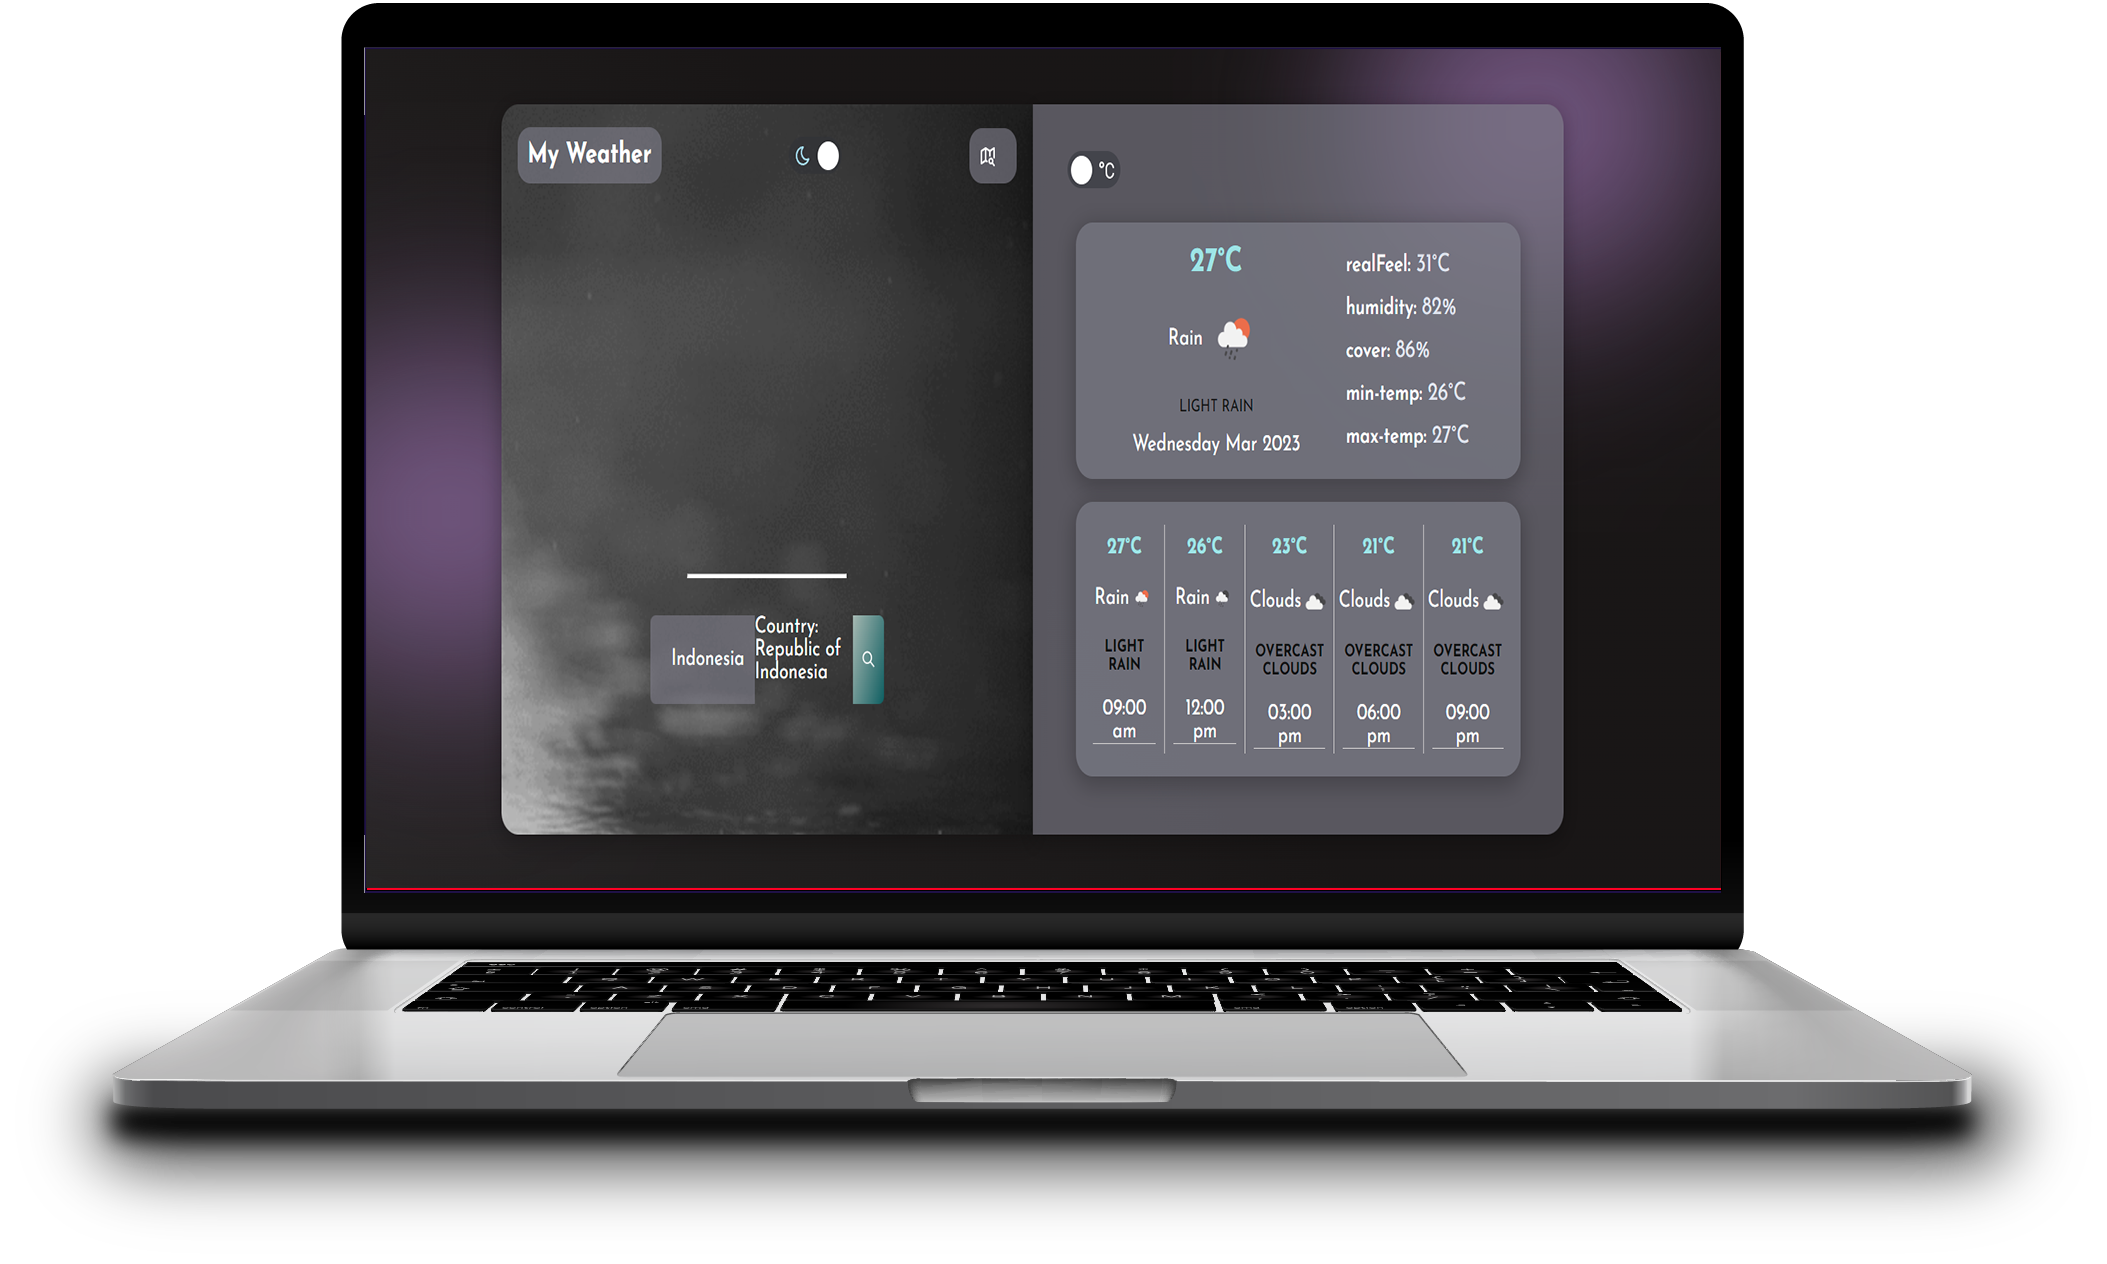 My Weather
°C
27°C
Rain
LIGHT RAIN
Wednesday Mar 2023
realFeel: 31°C
humidity: 82%
cover: 86%
min-temp: 26°C
max-temp: 27°C
Indonesia
Country:
Republic of
Indonesia
27°C
Rain
LIGHT
RAIN
09:00
am
26°C
Rain
LIGHT
RAIN
12:00
pm
23°C
Clouds
OVERCAST
CLOUDS
03:00
pm
21°C
Clouds
OVERCAST
CLOUDS
06:00
pm
21°C
Clouds
OVERCAST
CLOUDS
09:00
pm